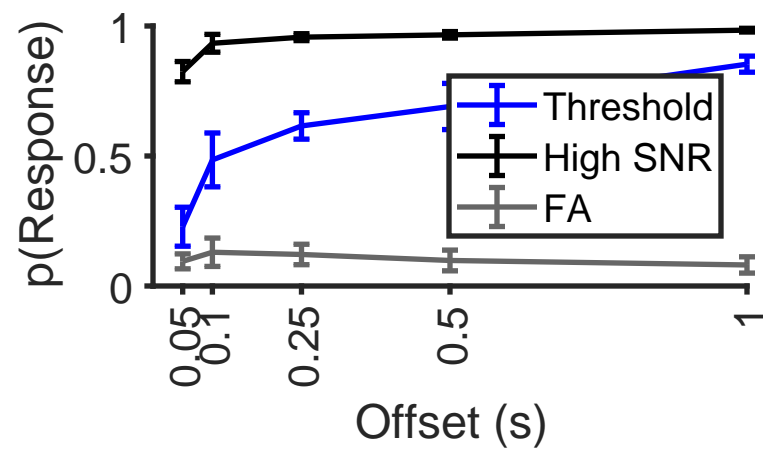 p(Response)
1
0.5
0
Threshold
High SNR
FA
0.05
0.1
0.25
0.5
1
Offset (s)